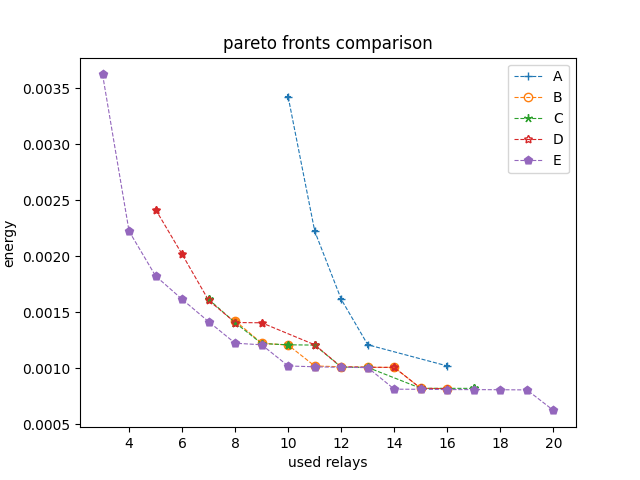 pareto fronts comparison
A
B
C
D
E
0.0035
0.0030
0.0025
0.0020
0.0015
0.0010
0.0005
energy
4 6 8 10 12 14 16 18 20
used relays